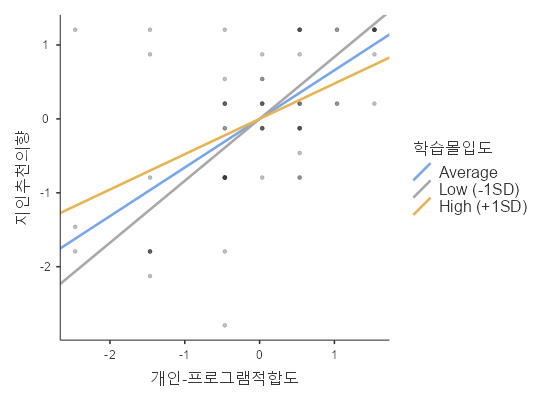 1
0
-1
-2
지인추천의향
-2
-1
0
1
개인-프로그램적합도
학습몰입도
Average
Low (-1SD)
High (+1SD)